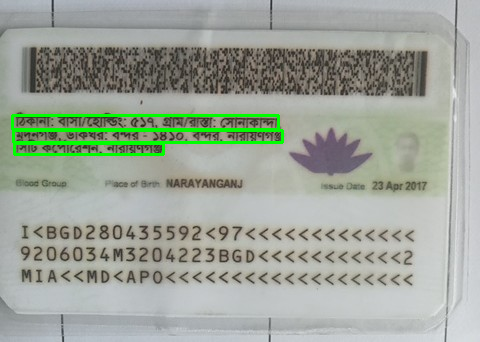 ঠিকানা: বাসা/হোল্ডিং: ৫১৭, গ্রাম/রাস্তা: সোনাকান্দা,
ডাকঘর: বন্দর - ১৪১০, বন্দর, নারায়ণগঞ্জ
সিটি কর্পোরেশন, নারায়ণগঞ্জ
Blood Group Place of Birth NARAYANGANJ Issue Date 23 Apr 2017
I<BGD280435592<97<<<<<<<<<<<<<
9206034M3204223BGD<<<<<<<<<<<2
MIA<<MD<APO<<<<<<<<<<<<<<<<<<<